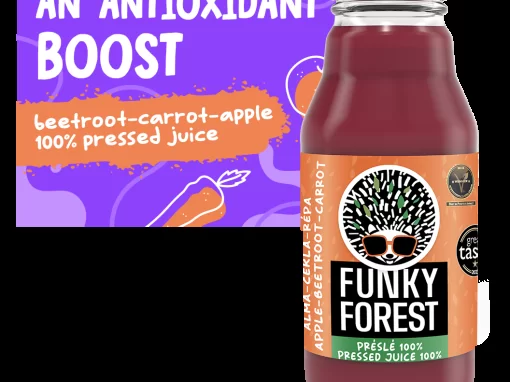 AN ANTIOXIDANT
BOOST
beetroot-carrot-apple
100% pressed juice
ALMA-CÉKLA-RÉPA
APPLE-BEETROOT-CARROT
FUNKY
FOREST
PRÉSLÉ 100%
PRESSED JUICE 100%
great